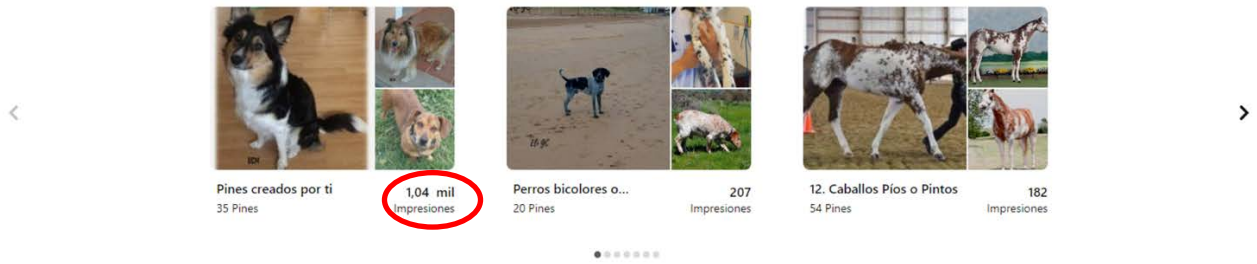 Pines creados por ti
1,04 mil
35 Pines
Impresiones
Perros bicolores o...
207
20 Pines
Impresiones
12. Caballos Píos o Pintos
182
54 Pines
Impresiones